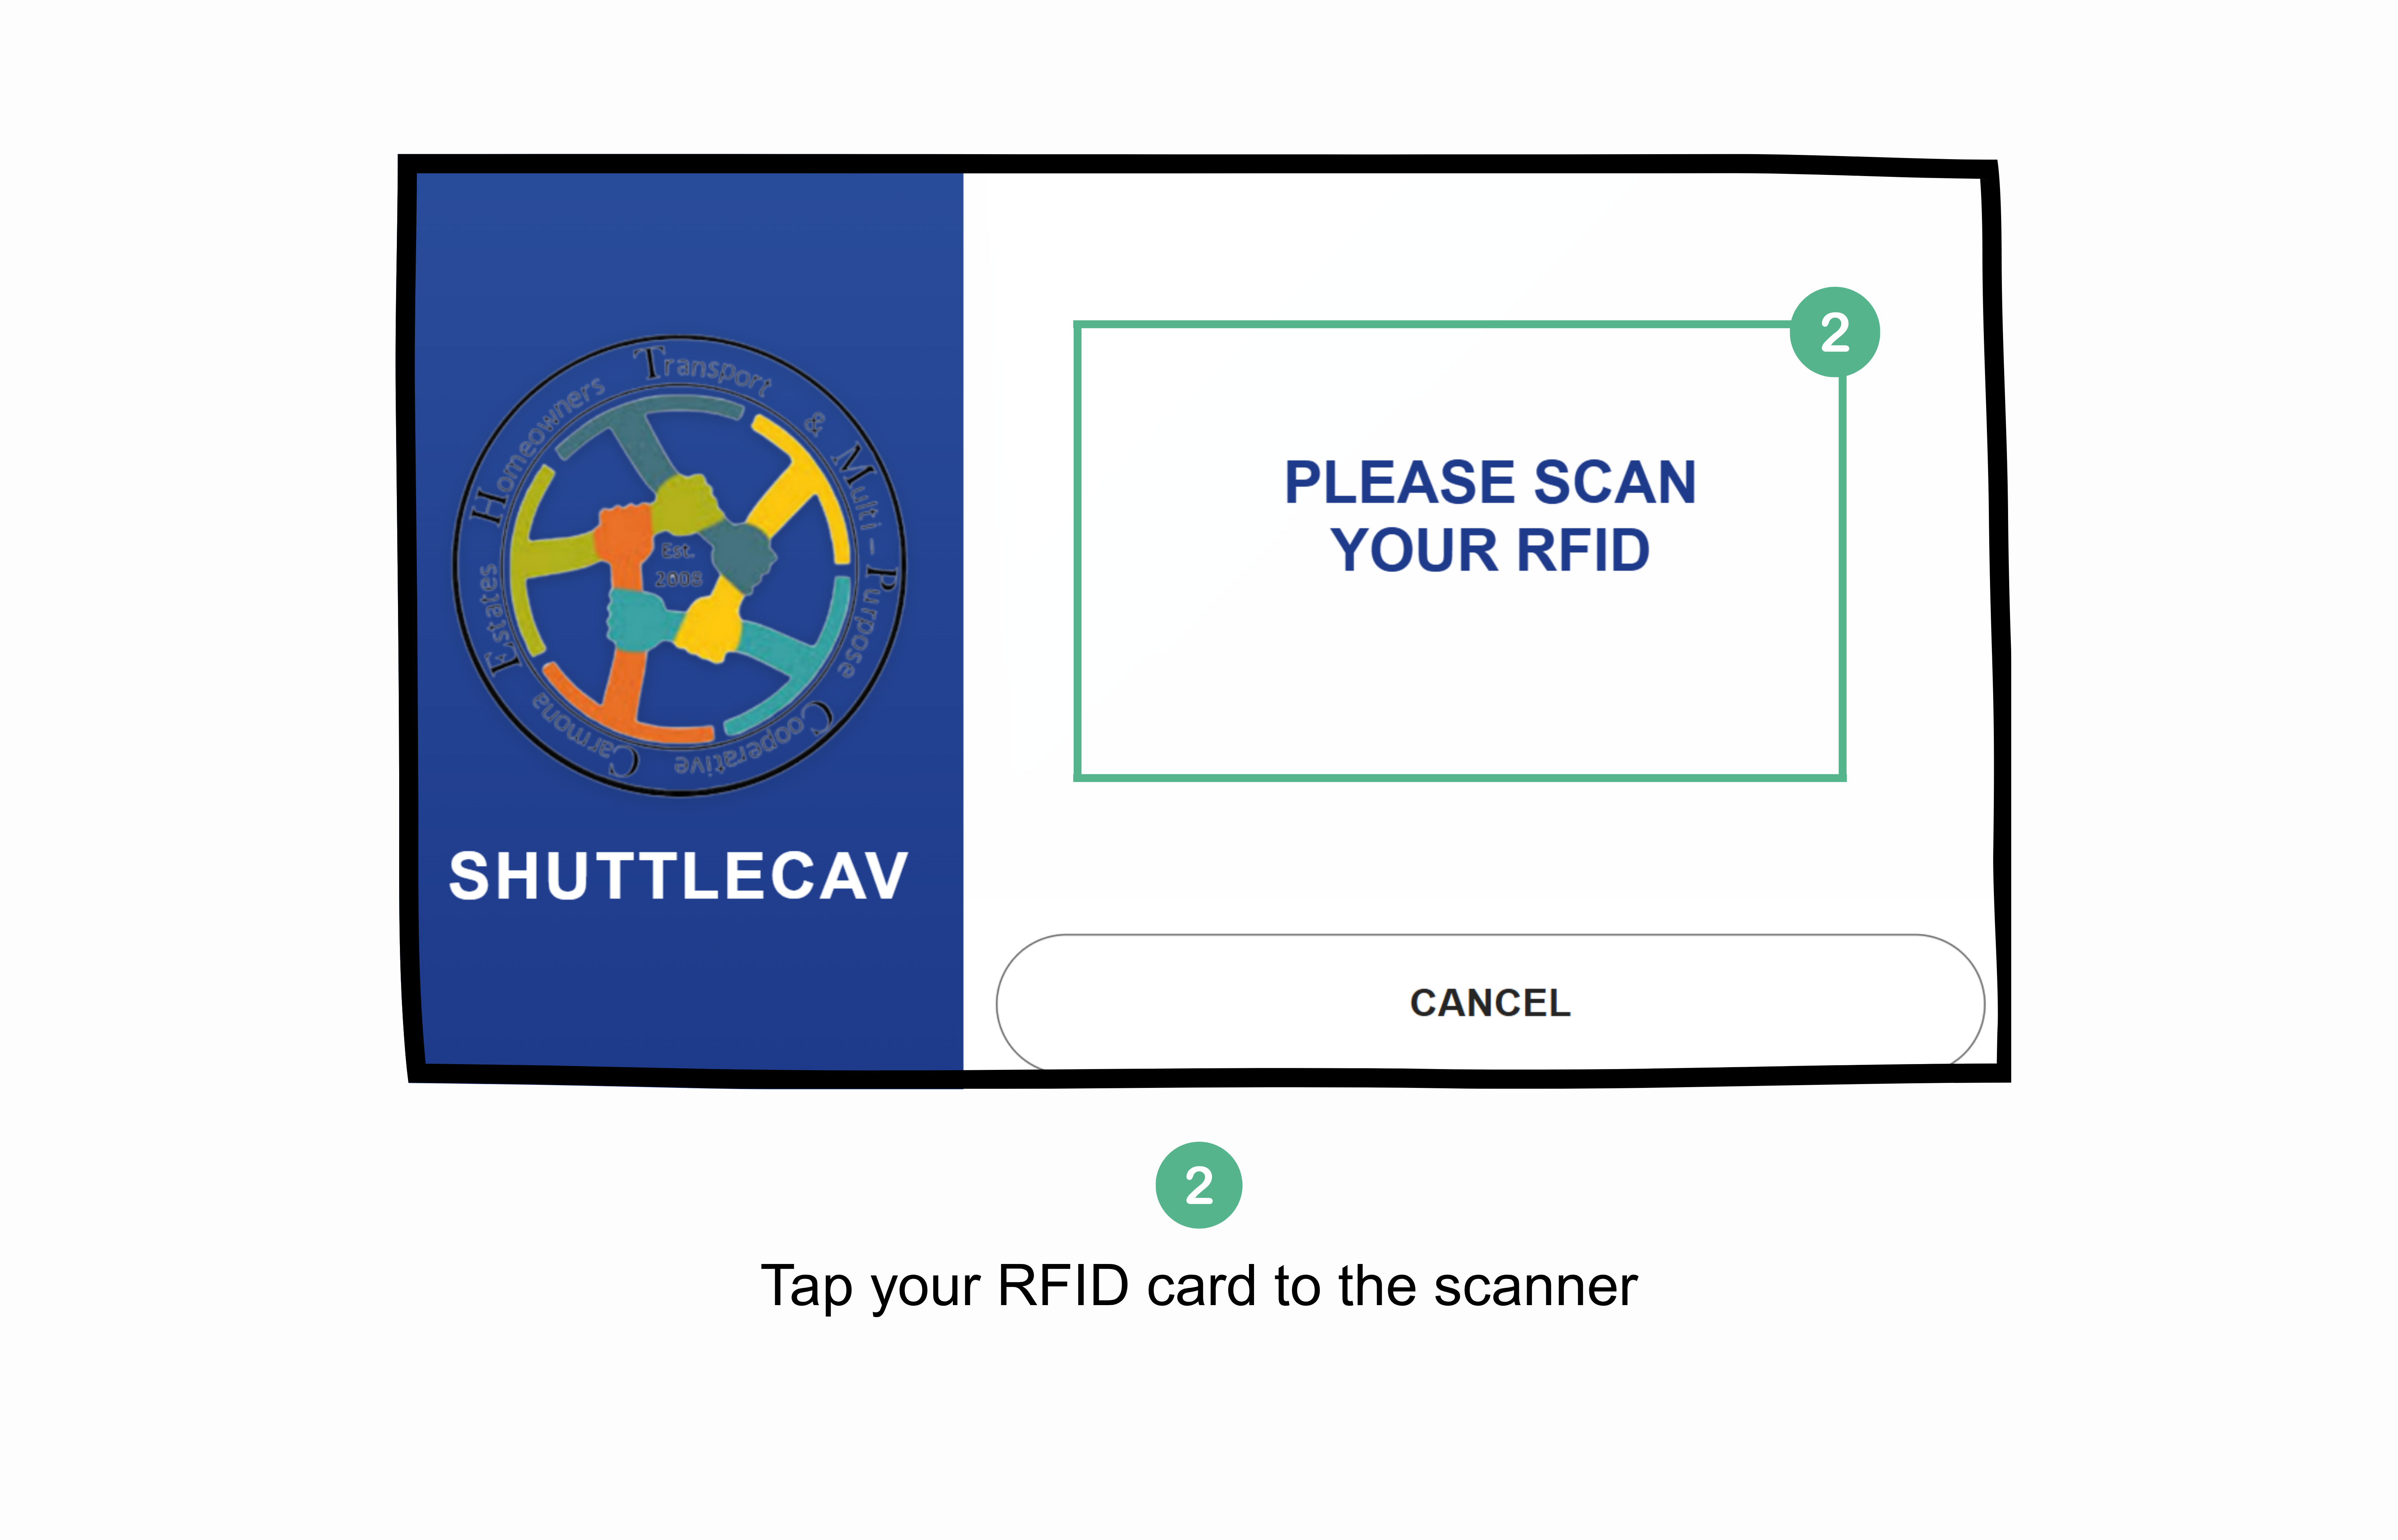 Carmona Estates Homeowners Transport & Multi-Purpose Cooperative
Est.
2008
SHUTTLECAV
2
PLEASE SCAN
YOUR RFID
CANCEL
2
Tap your RFID card to the scanner